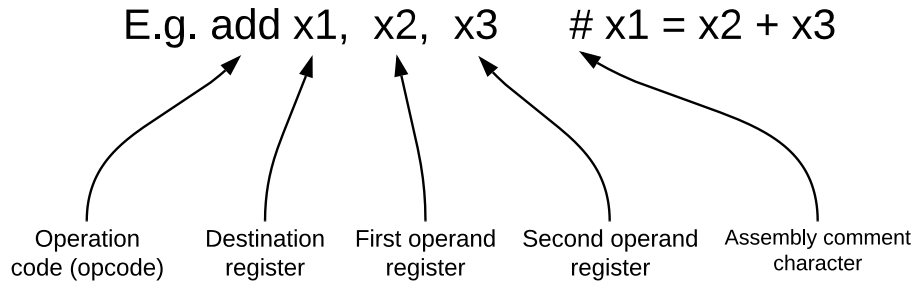 E.g. add x1, x2, x3 # x1 = x2 + x3
Operation
code (opcode)
Destination
register
First operand
register
Second operand
register
Assembly comment
character